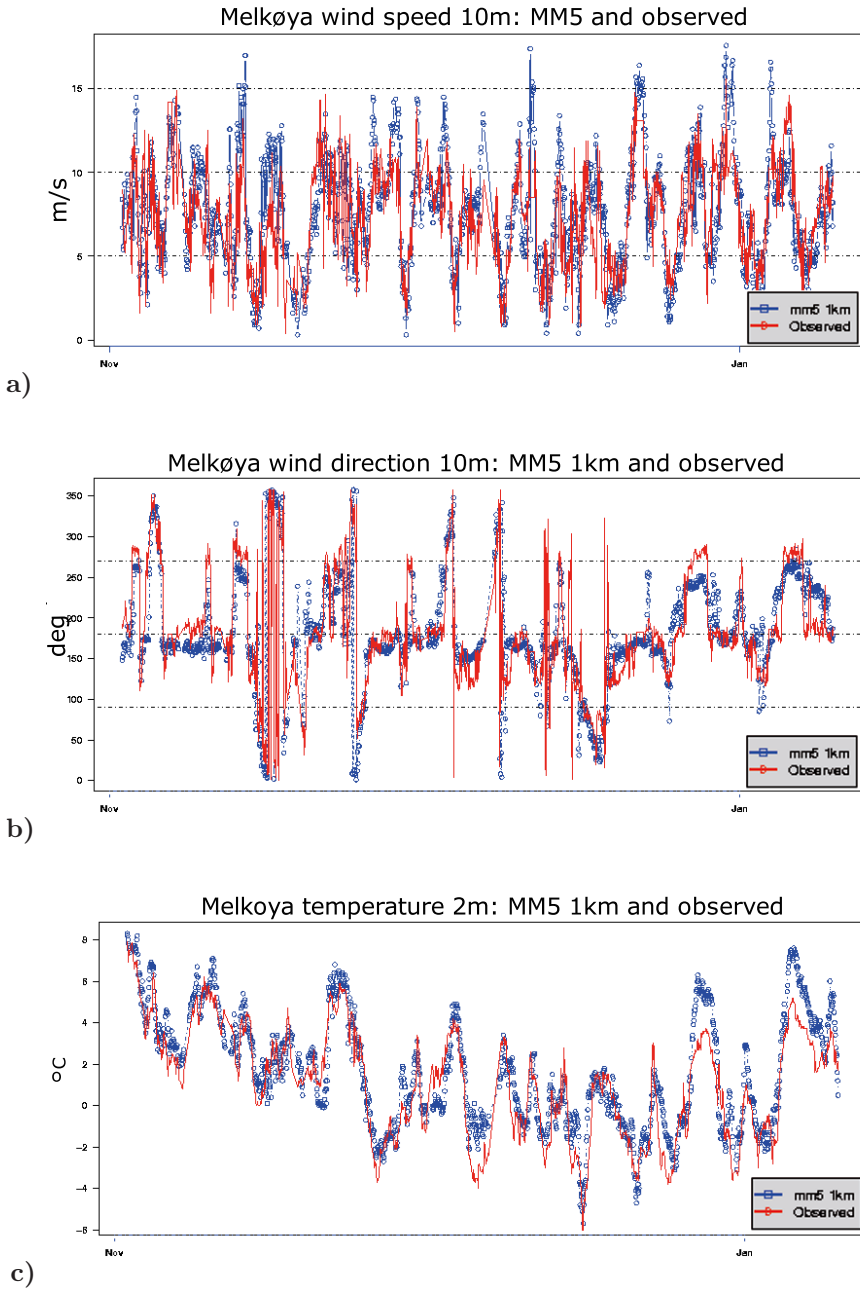 Melkøya wind speed 10m: MM5 and observed
15
10
5
0
m/s
mm5 1km
Observed
Nov
Jan
a)
Melkøya wind direction 10m: MM5 1km and observed
350
300
250
200
150
100
50
0
deg
mm5 1km
Observed
Nov
Jan
b)
Melkoya temperature 2m: MM5 1km and observed
8
6
4
2
0
-2
-4
-6
°C
mm5 1km
Observed
Nov
Jan
c)